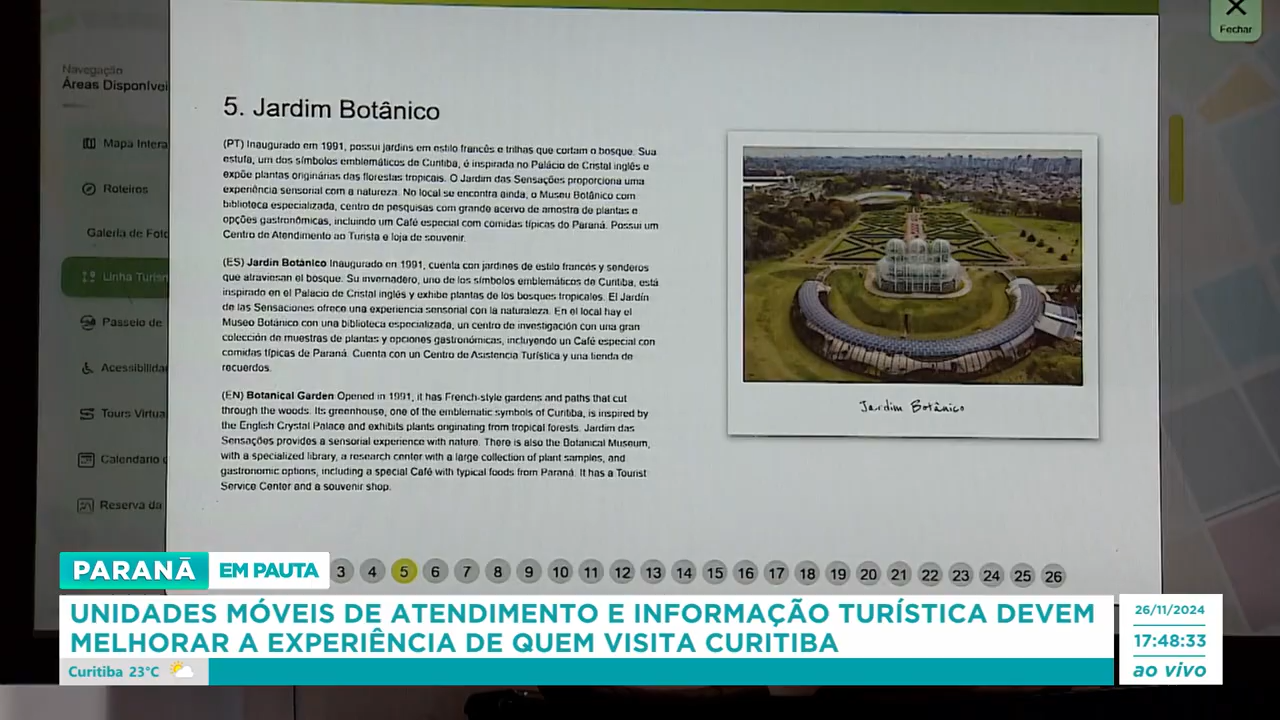 Fechar
Navegação
Áreas Disponívei
Mapa Intera
Roteiros
Galeria de Foto
Linha Turis
Passeio de
Acessibilida
Tours Virtua
Calendário d
Reserva da
5. Jardim Botânico
(PT) Inaugurado em 1991, possui jardins em estilo francês e trilhas que cortam o bosque. Sua
estufa, um dos símbolos emblemáticos de Curitiba, é inspirada no Palácio de Cristal inglês e
expõe plantas originárias das florestas tropicais. O Jardim das Sensações proporciona uma
experiência sensorial com a natureza. No local se encontra ainda, o Museu Botânico com
biblioteca especializada, centro de pesquisas com grande acervo de amostra de plantas e
opções gastronômicas, incluindo um Café especial com comidas típicas do Paraná. Possui um
Centro de Atendimento ao Turista e loja de souvenir.
(ES) Jardín Botánico Inaugurado en 1991, cuenta con jardines de estilo francés y senderos
que atraviesan el bosque. Su invernadero, uno de los símbolos emblemáticos de Curitiba, está
inspirado en el Palacio de Cristal inglés y exhibe plantas de los bosques tropicales. El Jardín
de las Sensaciones ofrece una experiencia sensorial con la naturaleza. En el local hay el
Museo Botánico con una biblioteca especializada, un centro de investigación con una gran
colección de muestras de plantas y opciones gastronómicas, incluyendo un Café especial con
comidas típicas de Paraná. Cuenta con un Centro de Asistencia Turística y una tienda de
recuerdos.
(EN) Botanical Garden Opened in 1991, it has French-style gardens and paths that cut
through the woods. Its greenhouse, one of the emblematic symbols of Curitiba, is inspired by
the English Crystal Palace and exhibits plants originating from tropical forests. Jardim das
Sensações provides a sensorial experience with nature. There is also the Botanical Museum,
with a specialized library, a research center with a large collection of plant samples, and
gastronomic options, including a special Café with typical foods from Paraná. It has a Tourist
Service Center and a souvenir shop.
Jardim Botânico
3 4 5 6 7 8 9 10 11 12 13 14 15 16 17 18 19 20 21 22 23 24 25 26
PARANÁ EM PAUTA
UNIDADES MÓVEIS DE ATENDIMENTO E INFORMAÇÃO TURÍSTICA DEVEM
MELHORAR A EXPERIÊNCIA DE QUEM VISITA CURITIBA
Curitiba 23°C
26/11/2024
17:48:33
ao vivo